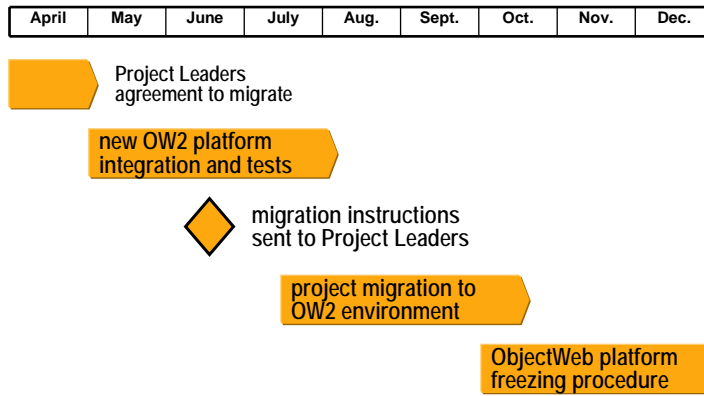 April May June July Aug. Sept. Oct. Nov. Dec.
Project Leaders
agreement to migrate
new OW2 platform
integration and tests
migration instructions
sent to Project Leaders
project migration to
OW2 environment
ObjectWeb platform
freezing procedure